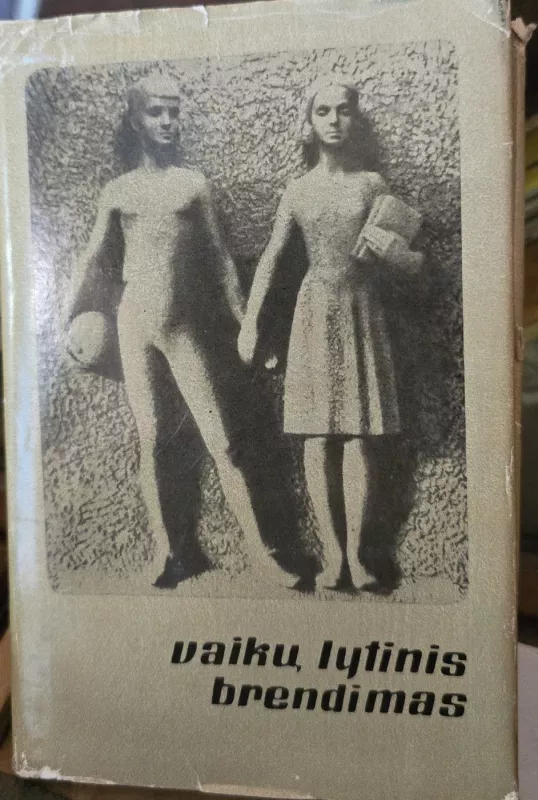 vaikų lytinis
brendimas